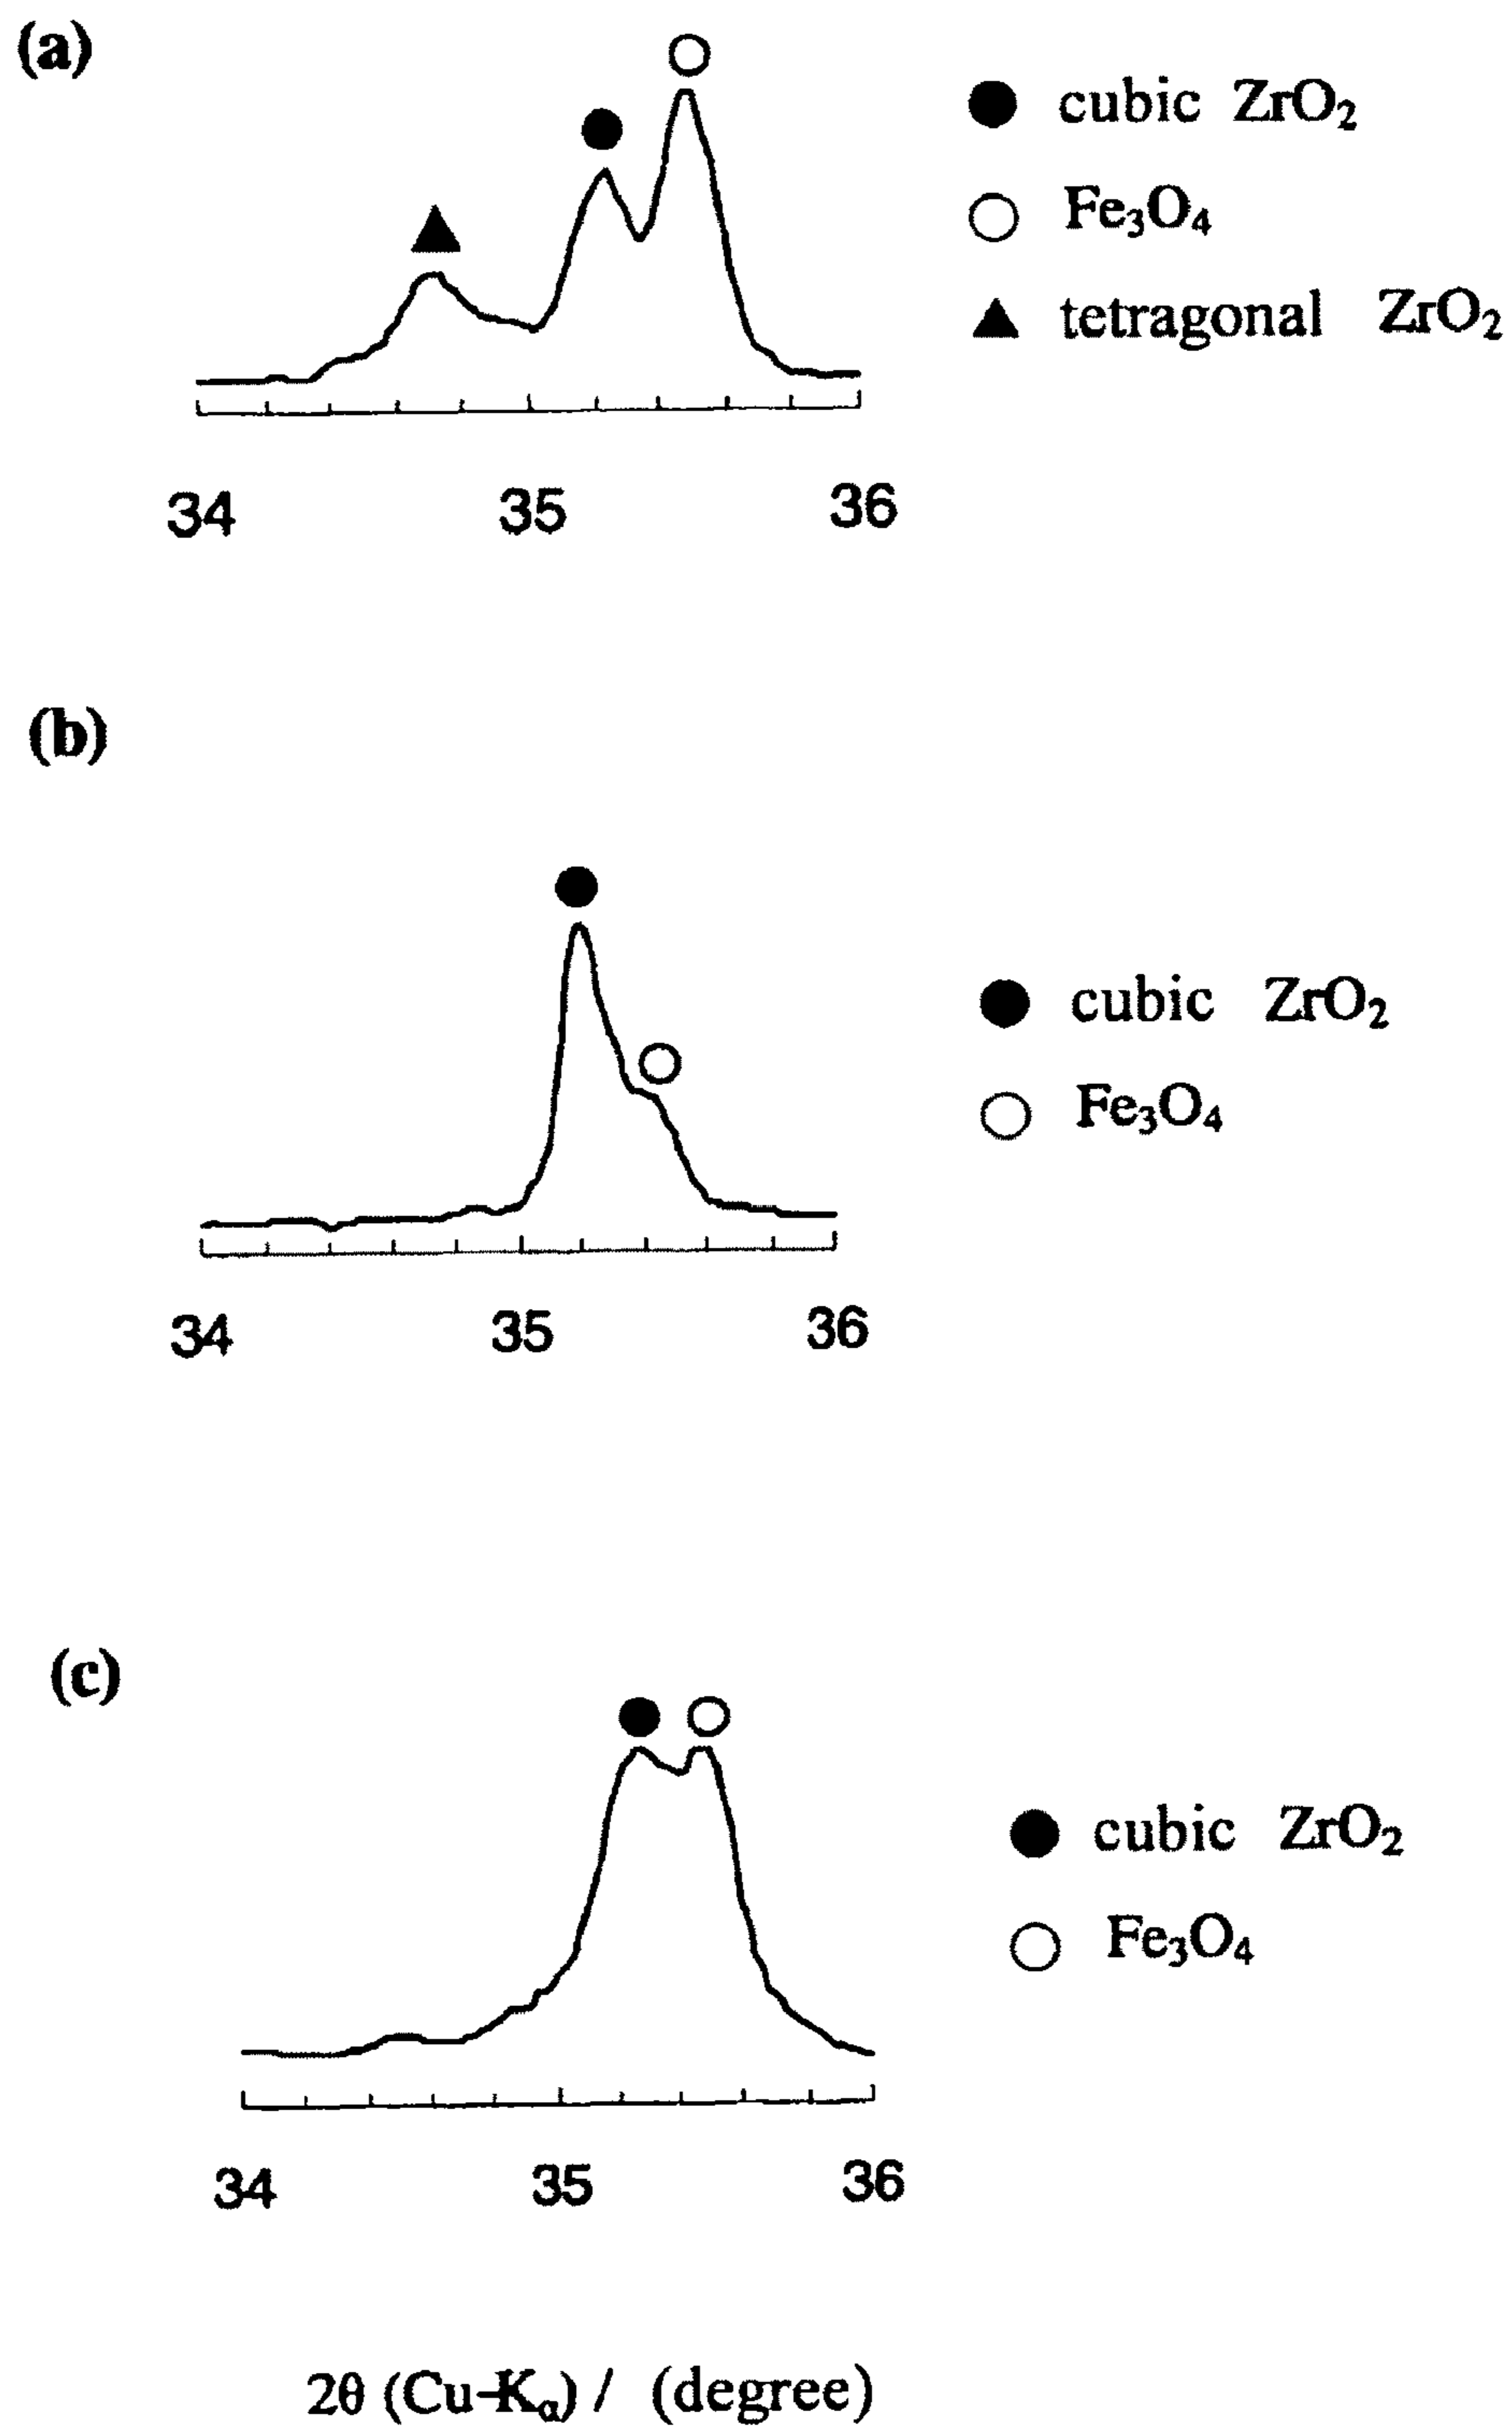 (a)
● cubic ZrO₂
○ Fe₃O₄
▲ tetragonal ZrO₂
34 35 36
(b)
● cubic ZrO₂
○ Fe₃O₄
34 35 36
(c)
● cubic ZrO₂
○ Fe₃O₄
34 35 36
2θ (Cu-Kα) / (degree)